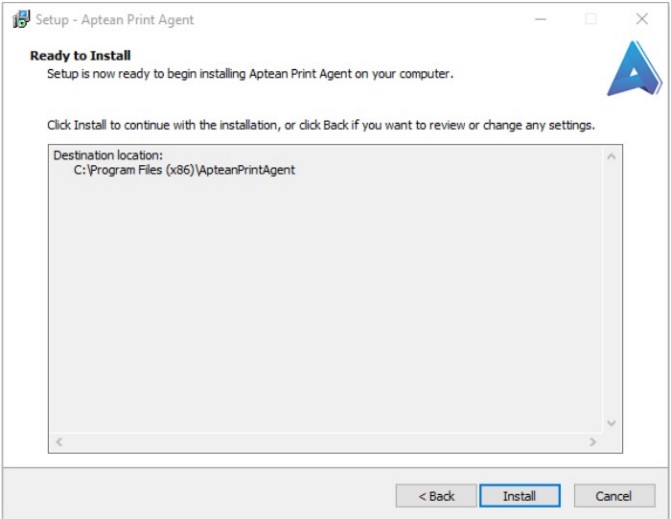 Setup - Aptean Print Agent
Ready to Install
Setup is now ready to begin installing Aptean Print Agent on your computer.
Click Install to continue with the installation, or click Back if you want to review or change any settings.
Destination location:
C:\Program Files (x86)\ApteanPrintAgent
< Back Install Cancel